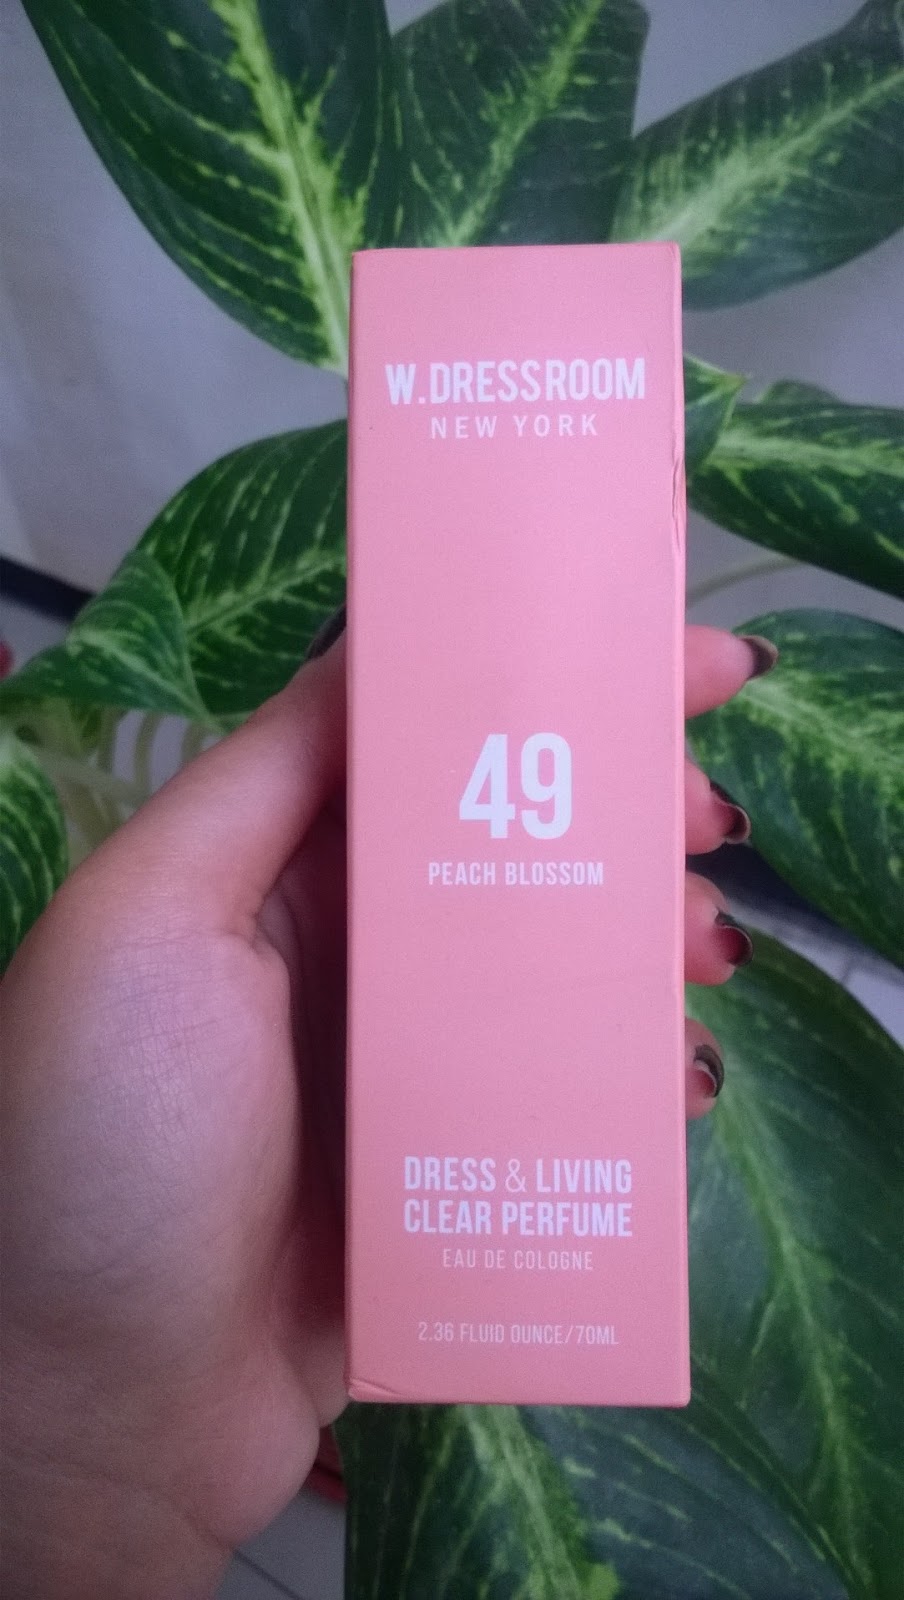 W.DRESSROOM
NEW YORK
49
PEACH BLOSSOM
DRESS & LIVING
CLEAR PERFUME
EAU DE COLOGNE
2.36 FLUID OUNCE/70ML